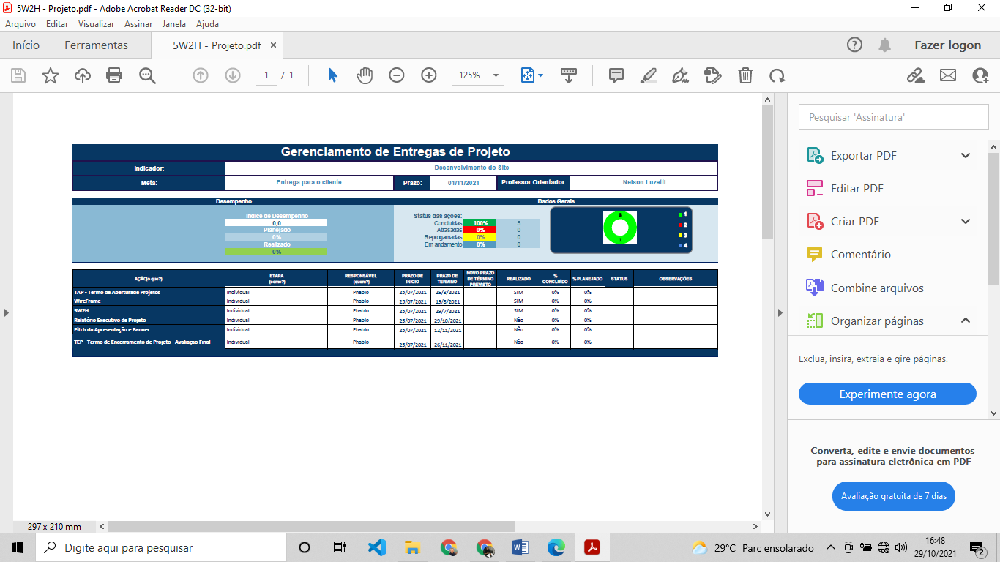 5W2H - Projeto.pdf - Adobe Acrobat Reader DC (32-bit)
Arquivo Editar Visualizar Assinar Janela Ajuda
Início Ferramentas 5W2H - Projeto.pdf × Fazer logon
1 / 1 125%
Pesquisar 'Assinatura'
Exportar PDF
Editar PDF
Criar PDF
Comentário
Combine arquivos
Organizar páginas
Exclua, insira, extraia e gire páginas.
Experimente agora
Converta, edite e envie documentos
para assinatura eletrônica em PDF
Avaliação gratuita de 7 dias
Gerenciamento de Entregas de Projeto
Indicador: Desenvolvimento do Site
Meta: Entrega para o cliente Prazo: 01/11/2021 Professor Orientador: Nelson Luzetti
Desempenho Dados Gerais
Indice de Desempenho
0,0
Planejado
0%
Realizado
0%
Status das ações:
Concluídas 100% 5
Atrasadas 0% 0
Reprogamadas 0% 0
Em andamento 0% 0
1
2
3
4
AÇÃO(o que?) ETAPA (como?) RESPONSÁVEL (quem?) PRAZO DE INICIO PRAZO DE TERMINO NOVO PRAZO DE TÉRMINO PREVISTO REALIZADO % CONCLUÍDO % PLANEJADO STATUS OBSERVAÇÕES
TAP - Termo de Aberturade Projetos Individual Phablo 25/07/2021 26/8/2021 SIM 0% 0%
WireFrame Individual Phablo 25/07/2021 19/8/2021 SIM 0% 0%
5W2H Individual Phablo 25/07/2021 29/7/2021 SIM 0% 0%
Relatório Executivo de Projeto Individual Phablo 25/07/2021 29/10/2021 Não 0% 0%
Pitch da Apresentação e Banner Individual Phablo 25/07/2021 12/11/2021 Não 0% 0%
TEP - Termo de Encerramento de Projeto - Avaliação Final Individual Phablo 25/07/2021 26/11/2021 Não 0% 0%
297 x 210 mm
Digite aqui para pesquisar
29°C Parc ensolarado
16:48
29/10/2021
2